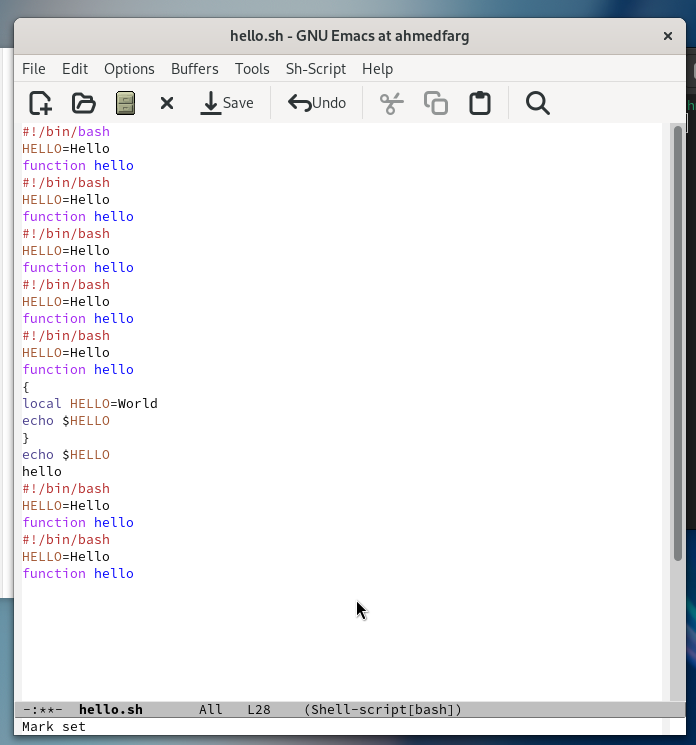 hello.sh - GNU Emacs at ahmedfarg
File Edit Options Buffers Tools Sh-Script Help
Save Undo
#!/bin/bash
HELLO=Hello
function hello
#!/bin/bash
HELLO=Hello
function hello
#!/bin/bash
HELLO=Hello
function hello
#!/bin/bash
HELLO=Hello
function hello
#!/bin/bash
HELLO=Hello
function hello
{
local HELLO=World
echo $HELLO
}
echo $HELLO
hello
#!/bin/bash
HELLO=Hello
function hello
#!/bin/bash
HELLO=Hello
function hello
-:**- hello.sh All L28 (Shell-script[bash])
Mark set